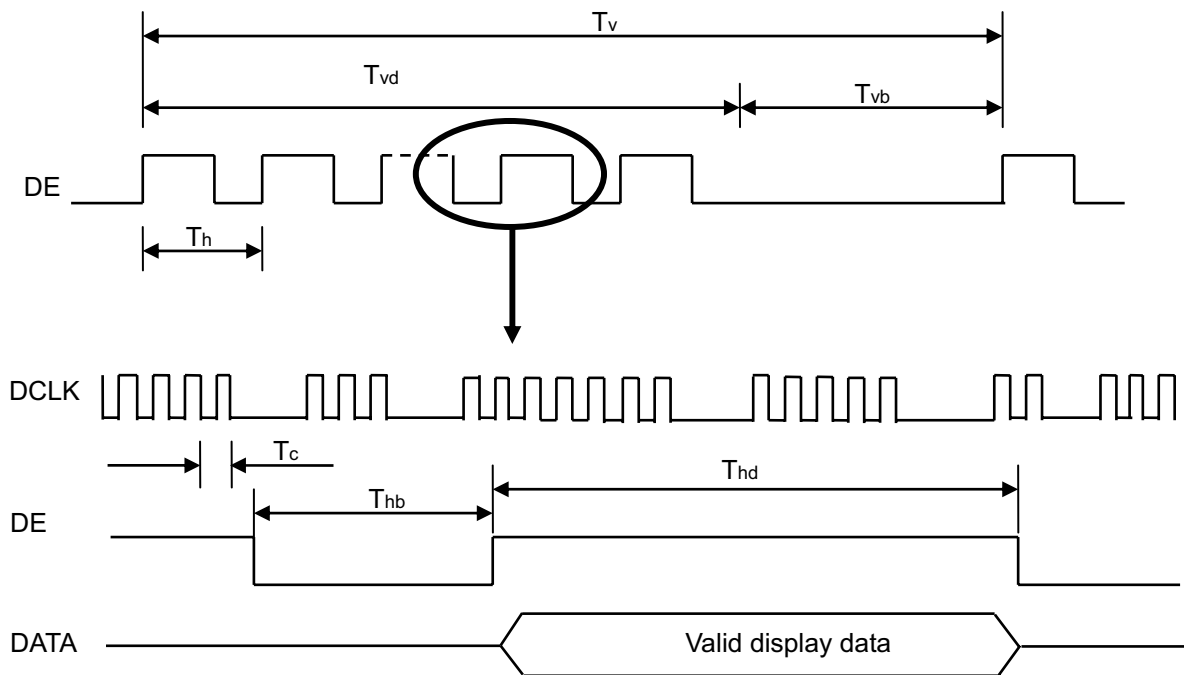 Tv
Tvd
Tvb
DE
Th
DCLK
Tc
Thd
Thb
DE
DATA
Valid display data